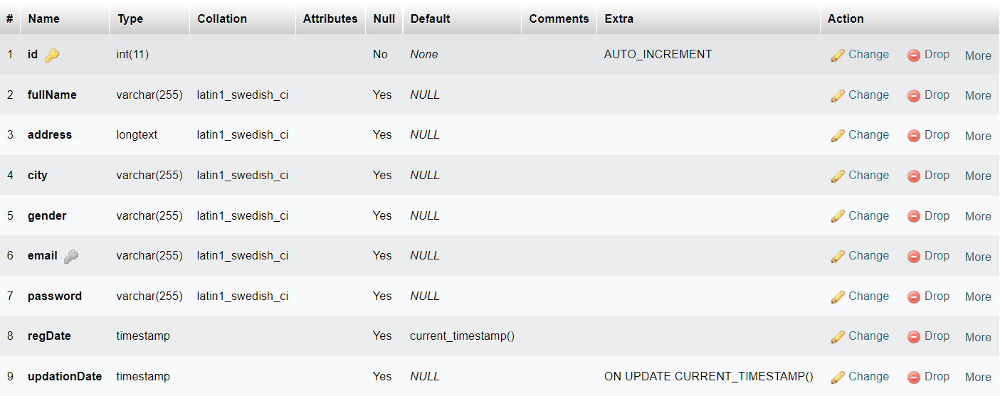 # Name Type Collation Attributes Null Default Comments Extra Action
1 id int(11) No None AUTO_INCREMENT Change Drop More
2 fullName varchar(255) latin1_swedish_ci Yes NULL Change Drop More
3 address longtext latin1_swedish_ci Yes NULL Change Drop More
4 city varchar(255) latin1_swedish_ci Yes NULL Change Drop More
5 gender varchar(255) latin1_swedish_ci Yes NULL Change Drop More
6 email varchar(255) latin1_swedish_ci Yes NULL Change Drop More
7 password varchar(255) latin1_swedish_ci Yes NULL Change Drop More
8 regDate timestamp Yes current_timestamp() Change Drop More
9 updationDate timestamp Yes NULL ON UPDATE CURRENT_TIMESTAMP() Change Drop More